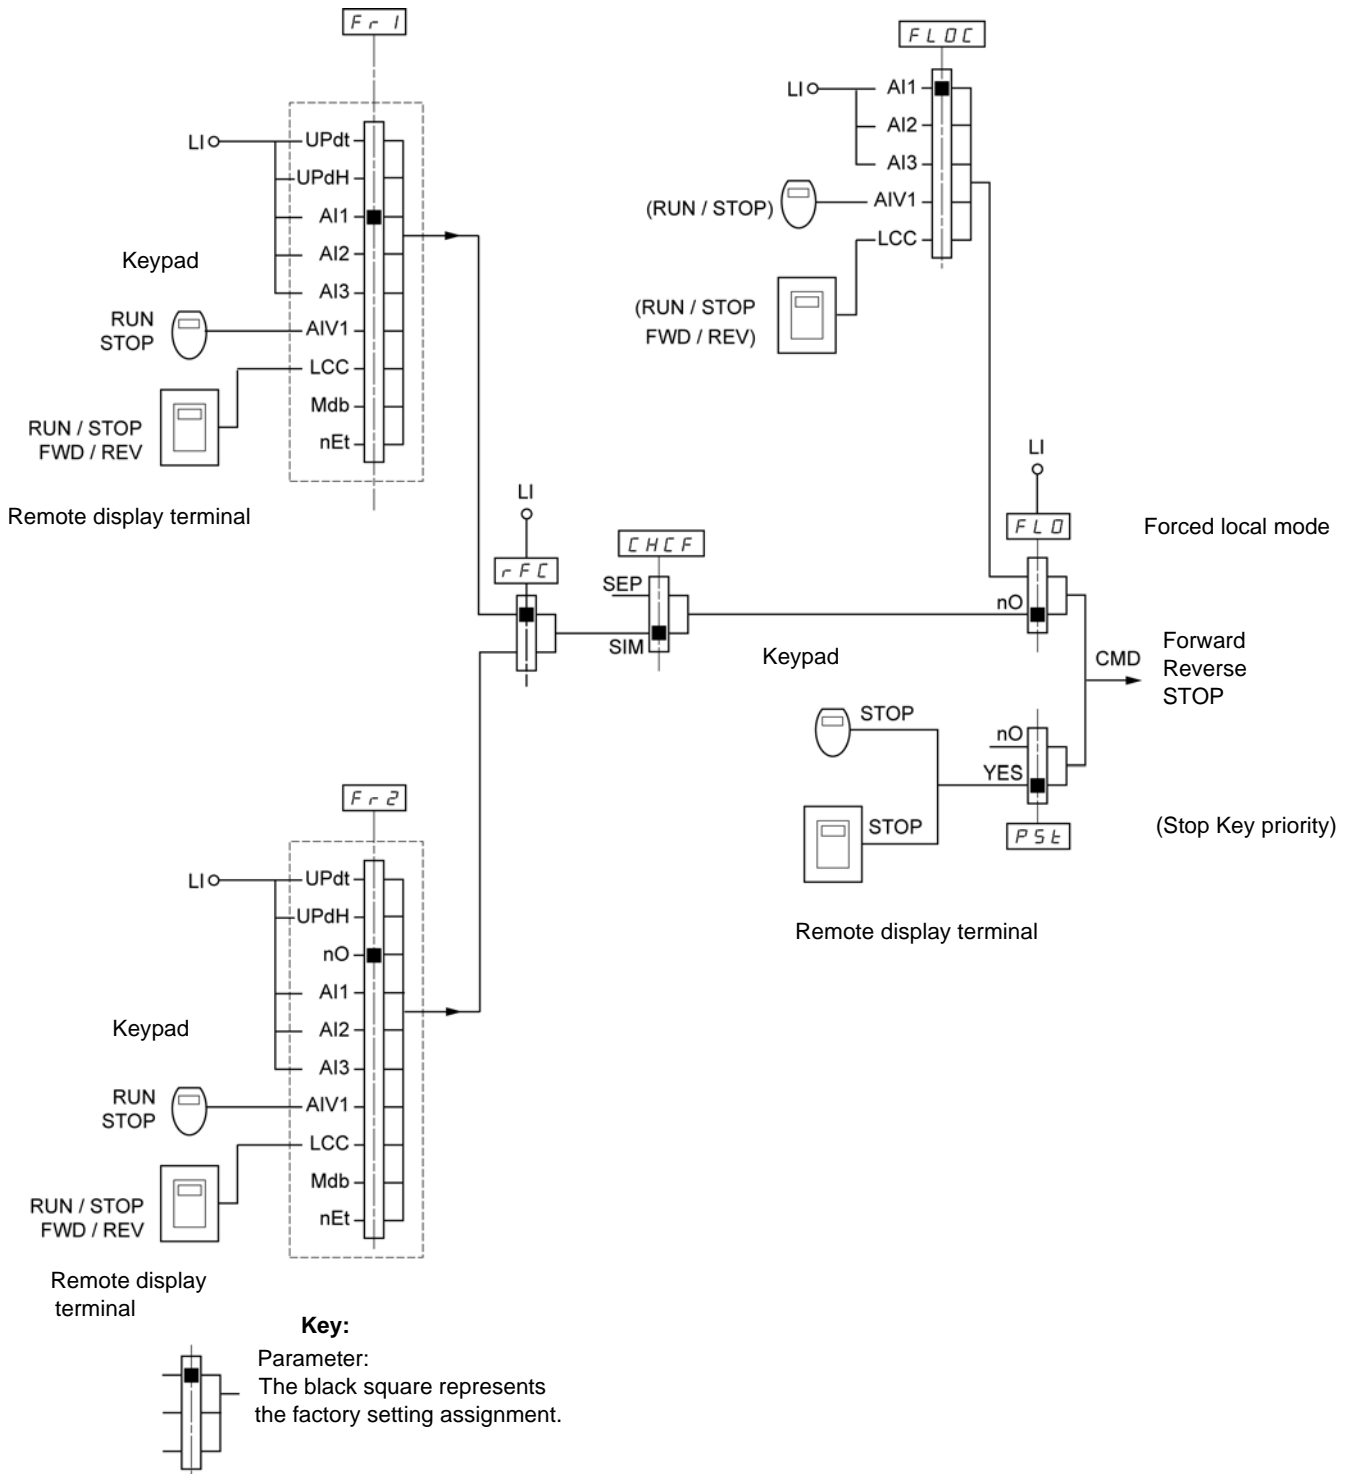 Fr1
LI
UPdt
UPdH
AI1
AI2
AI3
Keypad
RUN
STOP
AIV1
LCC
RUN / STOP
FWD / REV
Mdb
nEt
Remote display terminal
FLOC
LI
AI1
AI2
AI3
(RUN / STOP)
AIV1
LCC
(RUN / STOP
FWD / REV)
LI
rFC
CHCF
SEP
SIM
LI
FLO
Forced local mode
nO
Keypad
CMD
Forward
Reverse
STOP
STOP
nO
YES
STOP
PSt
(Stop Key priority)
Remote display terminal
Fr2
LI
UPdt
UPdH
nO
AI1
AI2
AI3
Keypad
RUN
STOP
AIV1
LCC
RUN / STOP
FWD / REV
Mdb
nEt
Remote display
terminal
Key:
Parameter:
The black square represents
the factory setting assignment.